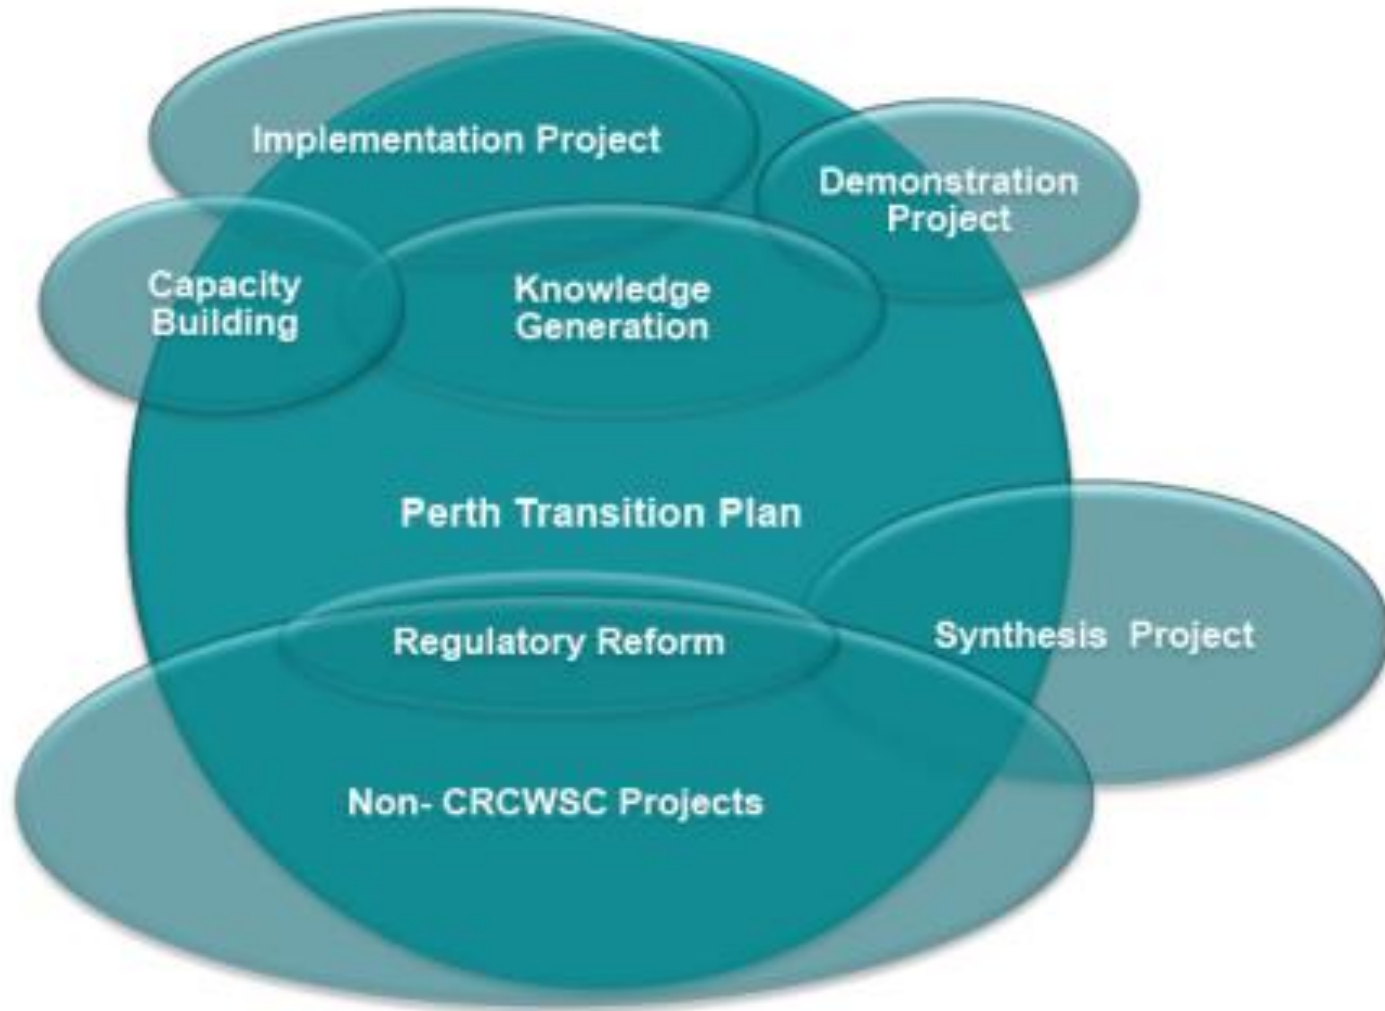 Implementation Project
Demonstration
Project
Capacity
Building
Knowledge
Generation
Perth Transition Plan
Regulatory Reform
Synthesis  Project
Non- CRCWSC Projects